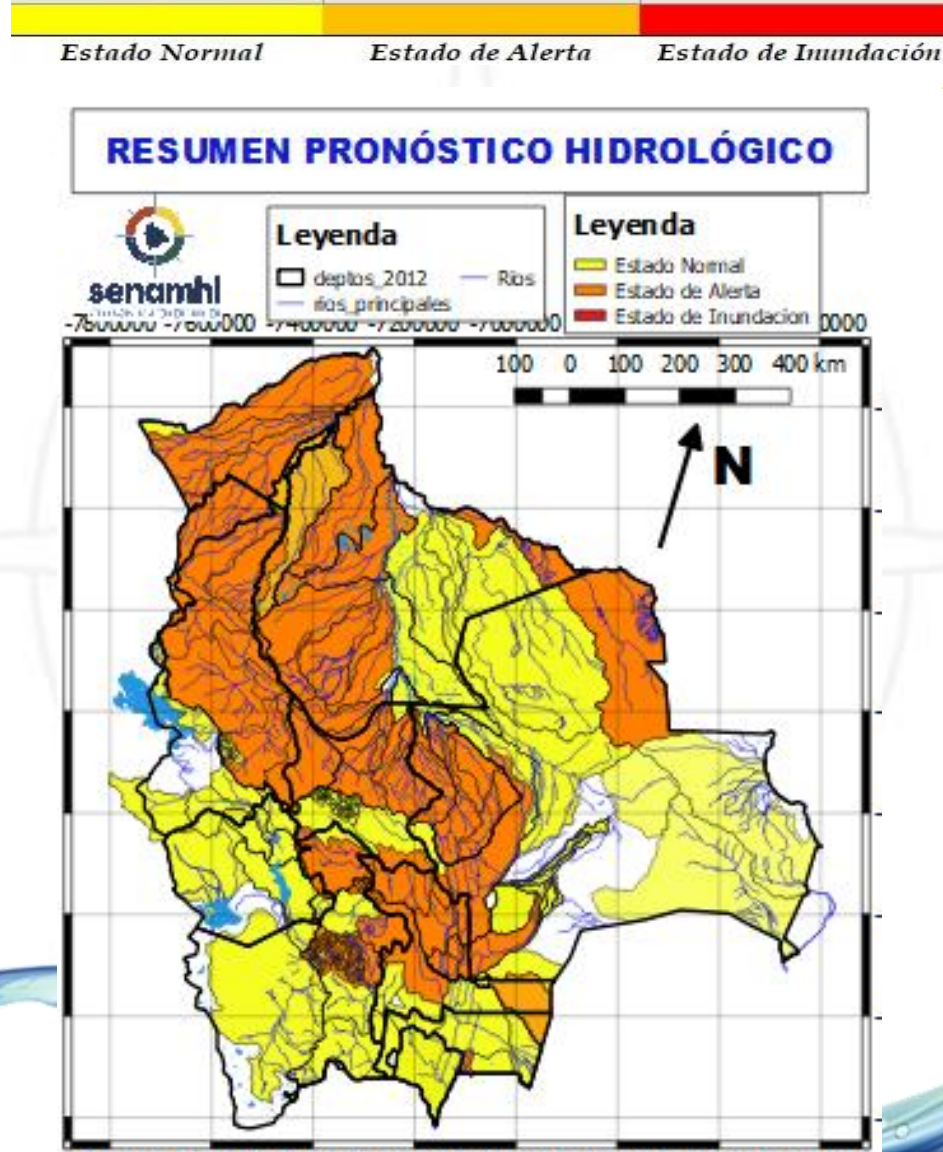 Estado Normal Estado de Alerta Estado de Inundación
RESUMEN PRONÓSTICO HIDROLÓGICO
senamhi
Leyenda
deptos_2012 Rios
rios_principales
Leyenda
Estado Normal
Estado de Alerta
Estado de Inundacion
-7800000 -7600000 -7400000 -7200000 -7000000 0000
100 0 100 200 300 400 km
N